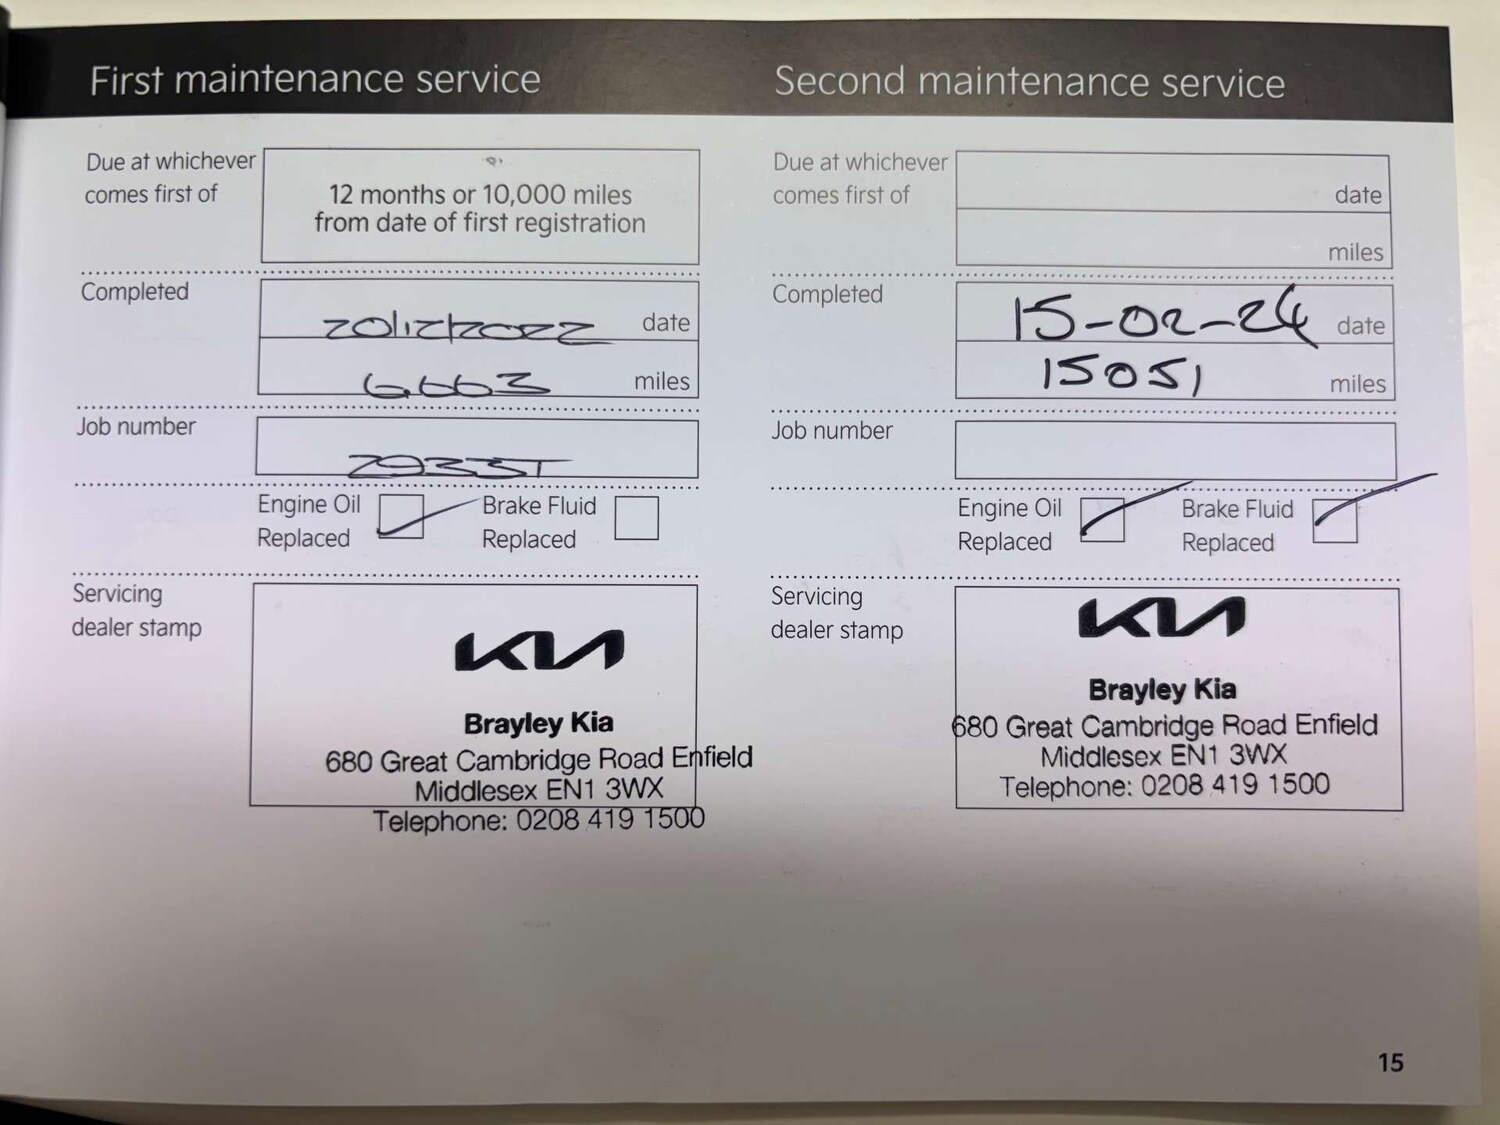 First maintenance service
Due at whichever
comes first of
12 months or 10,000 miles
from date of first registration
Completed
20/12/2022 date
6663 miles
Job number
29337
Engine Oil
Replaced
Brake Fluid
Replaced
Servicing
dealer stamp
KIA
Brayley Kia
680 Great Cambridge Road Enfield
Middlesex EN1 3WX
Telephone: 0208 419 1500
Second maintenance service
Due at whichever
comes first of
date
miles
Completed
15-02-24 date
15051 miles
Job number
Engine Oil
Replaced
Brake Fluid
Replaced
Servicing
dealer stamp
KIA
Brayley Kia
680 Great Cambridge Road Enfield
Middlesex EN1 3WX
Telephone: 0208 419 1500
15